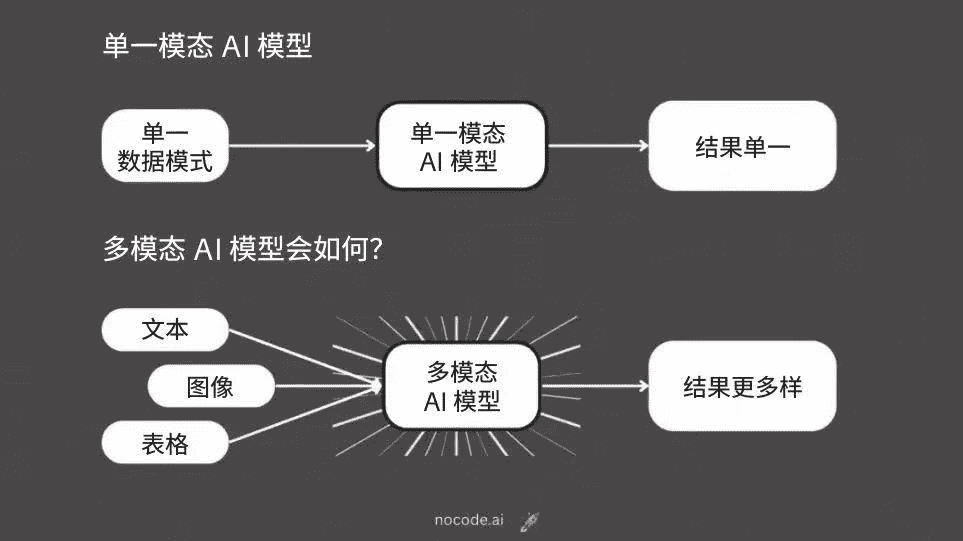 单一模态 AI 模型
单一
数据模式
单一模态
AI 模型
结果单一
多模态 AI 模型会如何？
文本
图像
表格
多模态
AI 模型
结果更多样
nocode.ai